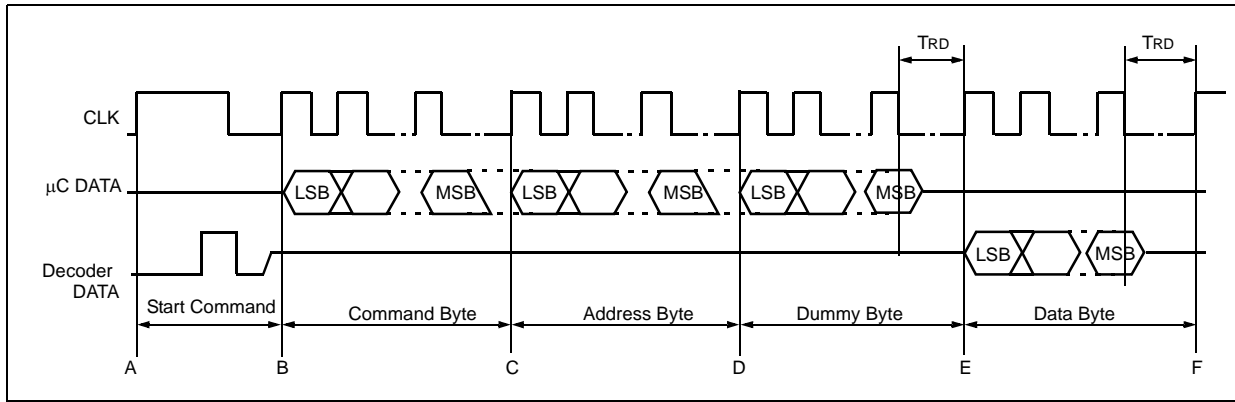 TRD TRD
CLK
μC DATA LSB MSB LSB MSB LSB MSB
Decoder DATA LSB MSB
Start Command Command Byte Address Byte Dummy Byte Data Byte
A B C D E F